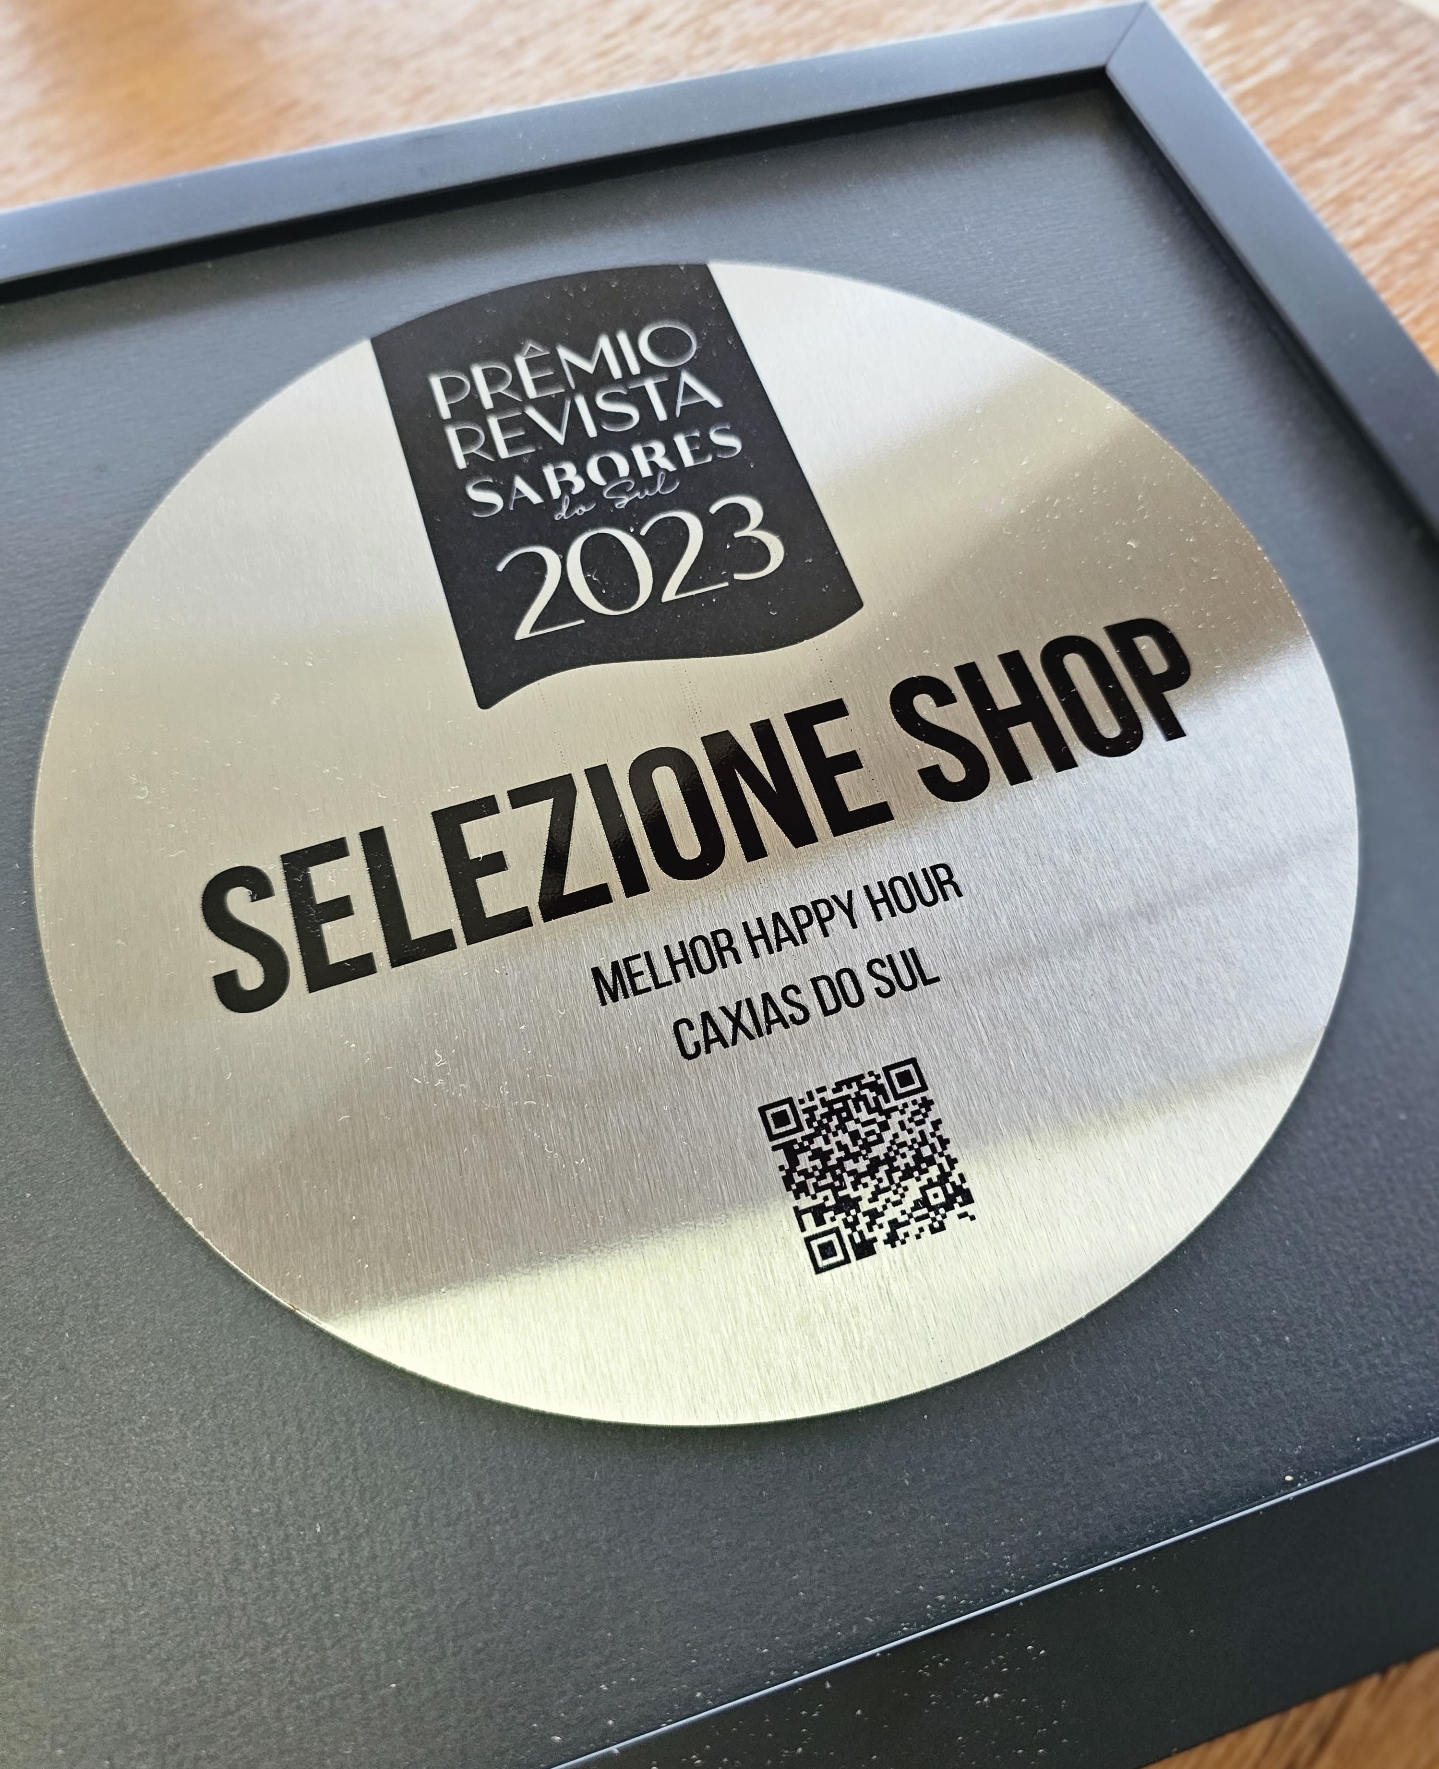 PRÊMIO
REVISTA
SABORES
do Sul
2023
SELEZIONE SHOP
MELHOR HAPPY HOUR
CAXIAS DO SUL